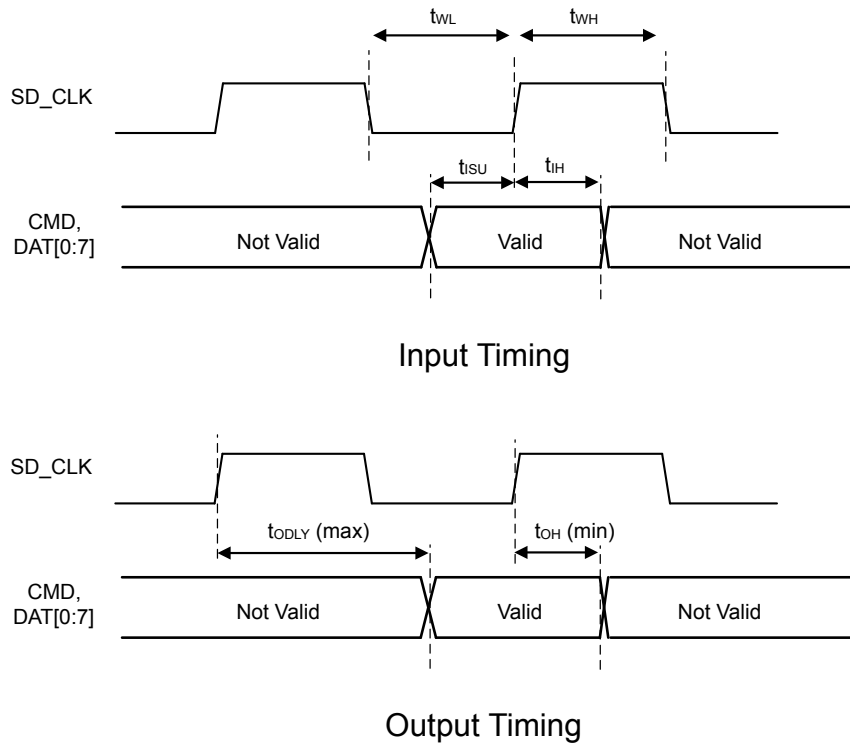 tWL
tWH
SD_CLK
tISU
tIH
CMD,
DAT[0:7]
Not Valid
Valid
Not Valid
Input Timing
SD_CLK
tODLY (max)
tOH (min)
CMD,
DAT[0:7]
Not Valid
Valid
Not Valid
Output Timing